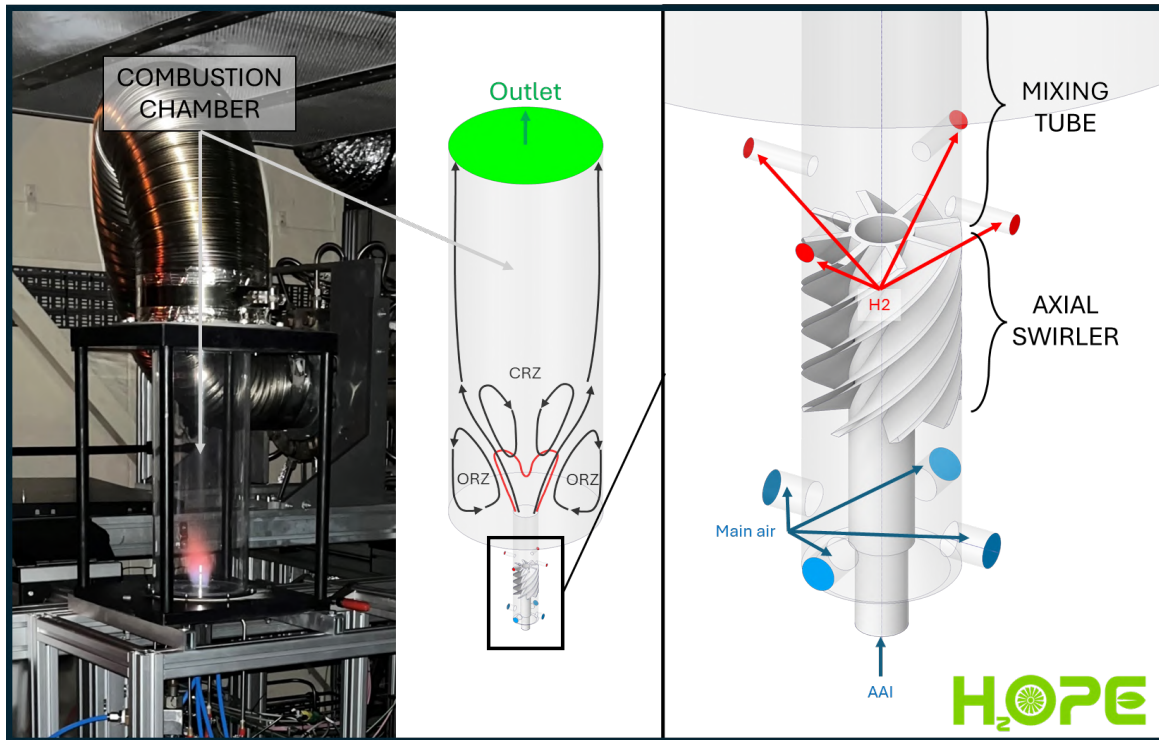 COMBUSTION
CHAMBER
Outlet
CRZ
ORZ
ORZ
MIXING
TUBE
H2
AXIAL
SWIRLER
Main air
AAI
H2OPE